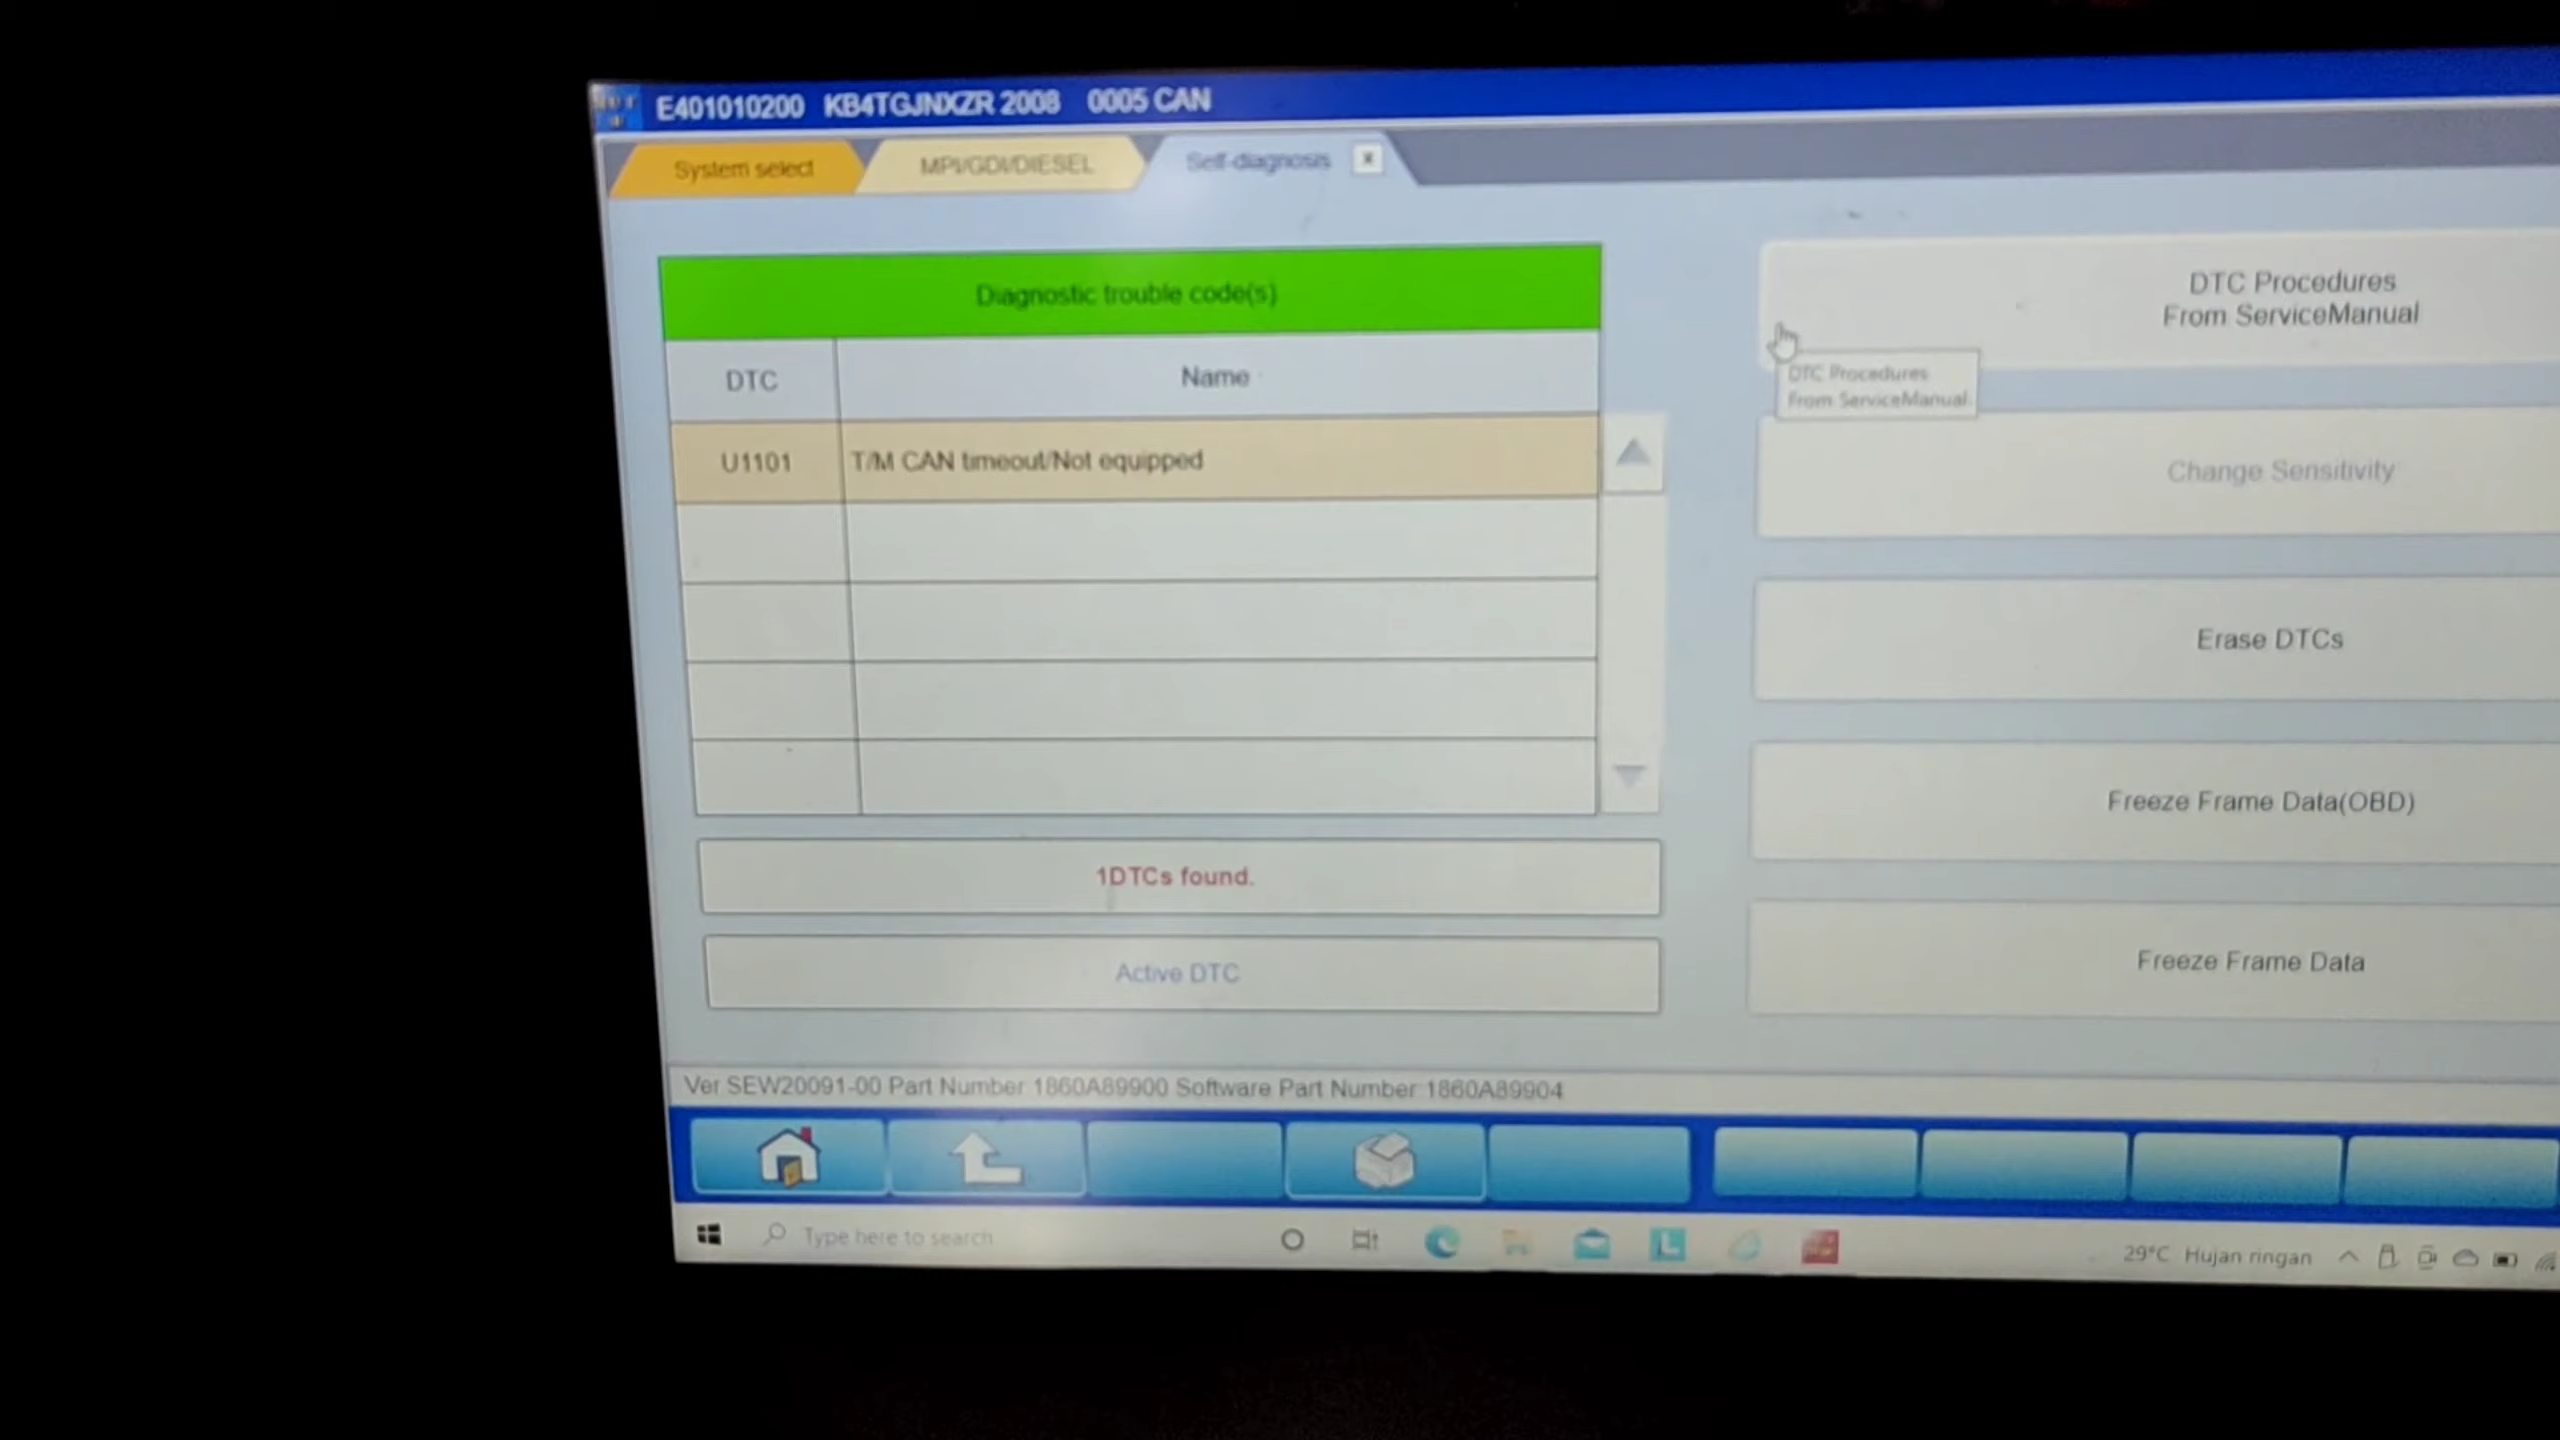 E401010200 KB4TGJNXZR 2008 0005 CAN
System select
MPI/GDI/DIESEL
Self-diagnosis
Diagnostic trouble code(s)
DTC
Name
U1101
T/M CAN timeout/Not equipped
1DTCs found.
Active DTC
DTC Procedures
From ServiceManual
DTC Procedures
From ServiceManual
Change Sensitivity
Erase DTCs
Freeze Frame Data(OBD)
Freeze Frame Data
Ver SEW20091-00 Part Number 1860A89900 Software Part Number 1860A89904
Type here to search
29°C Hujan ringan